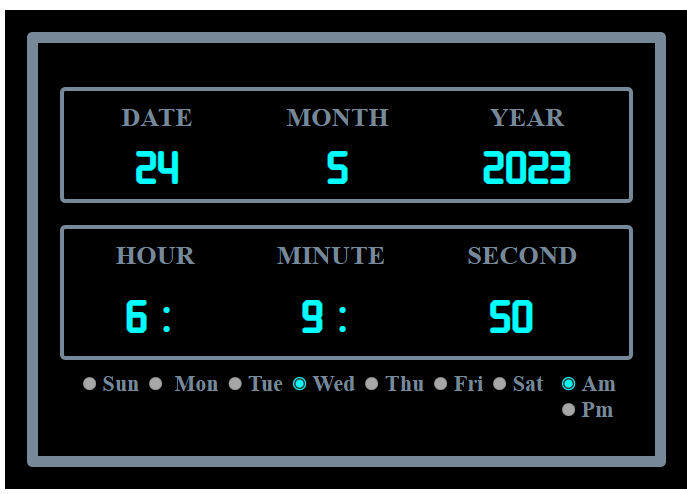 DATE MONTH YEAR
24 5 2023
HOUR MINUTE SECOND
6 : 9 : 50
Sun Mon Tue Wed Thu Fri Sat Am
Pm